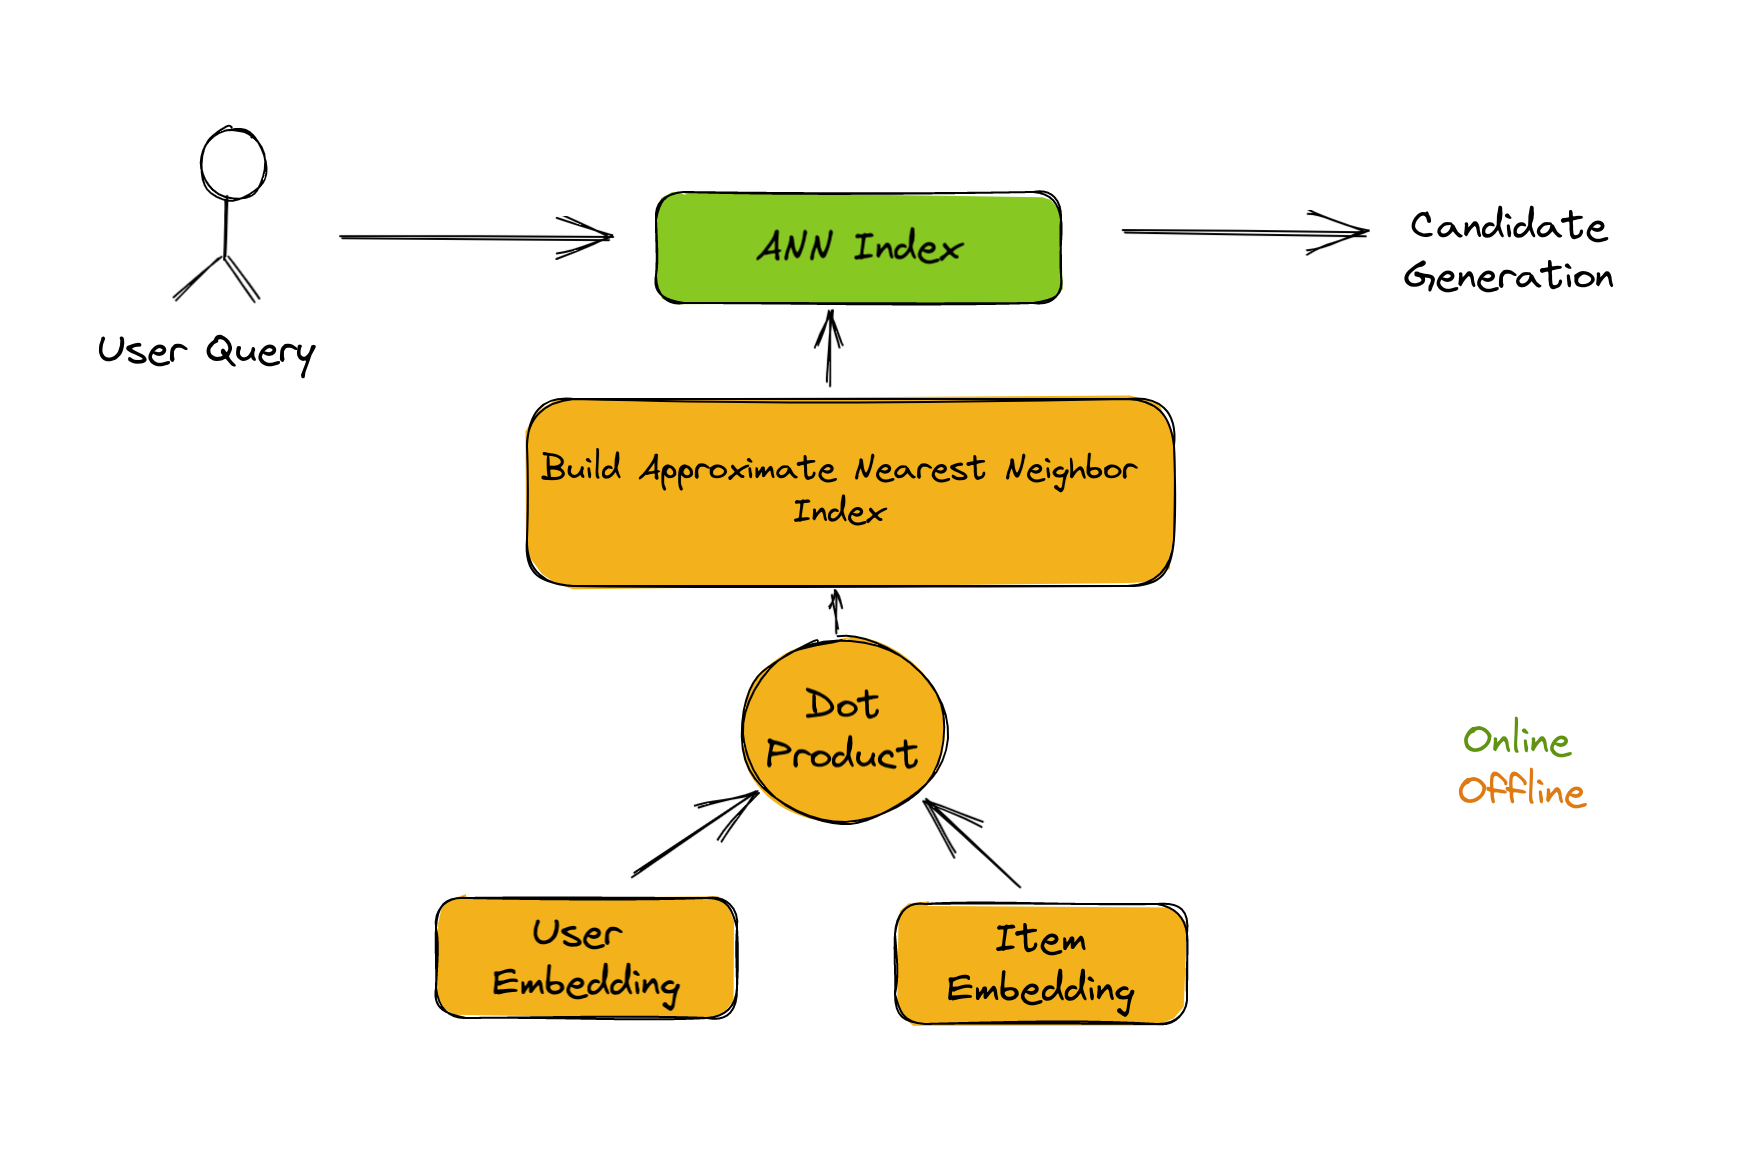 User Query
ANN Index
Candidate
Generation
Build Approximate Nearest Neighbor
Index
Dot
Product
User
Embedding
Item
Embedding
Online
Offline